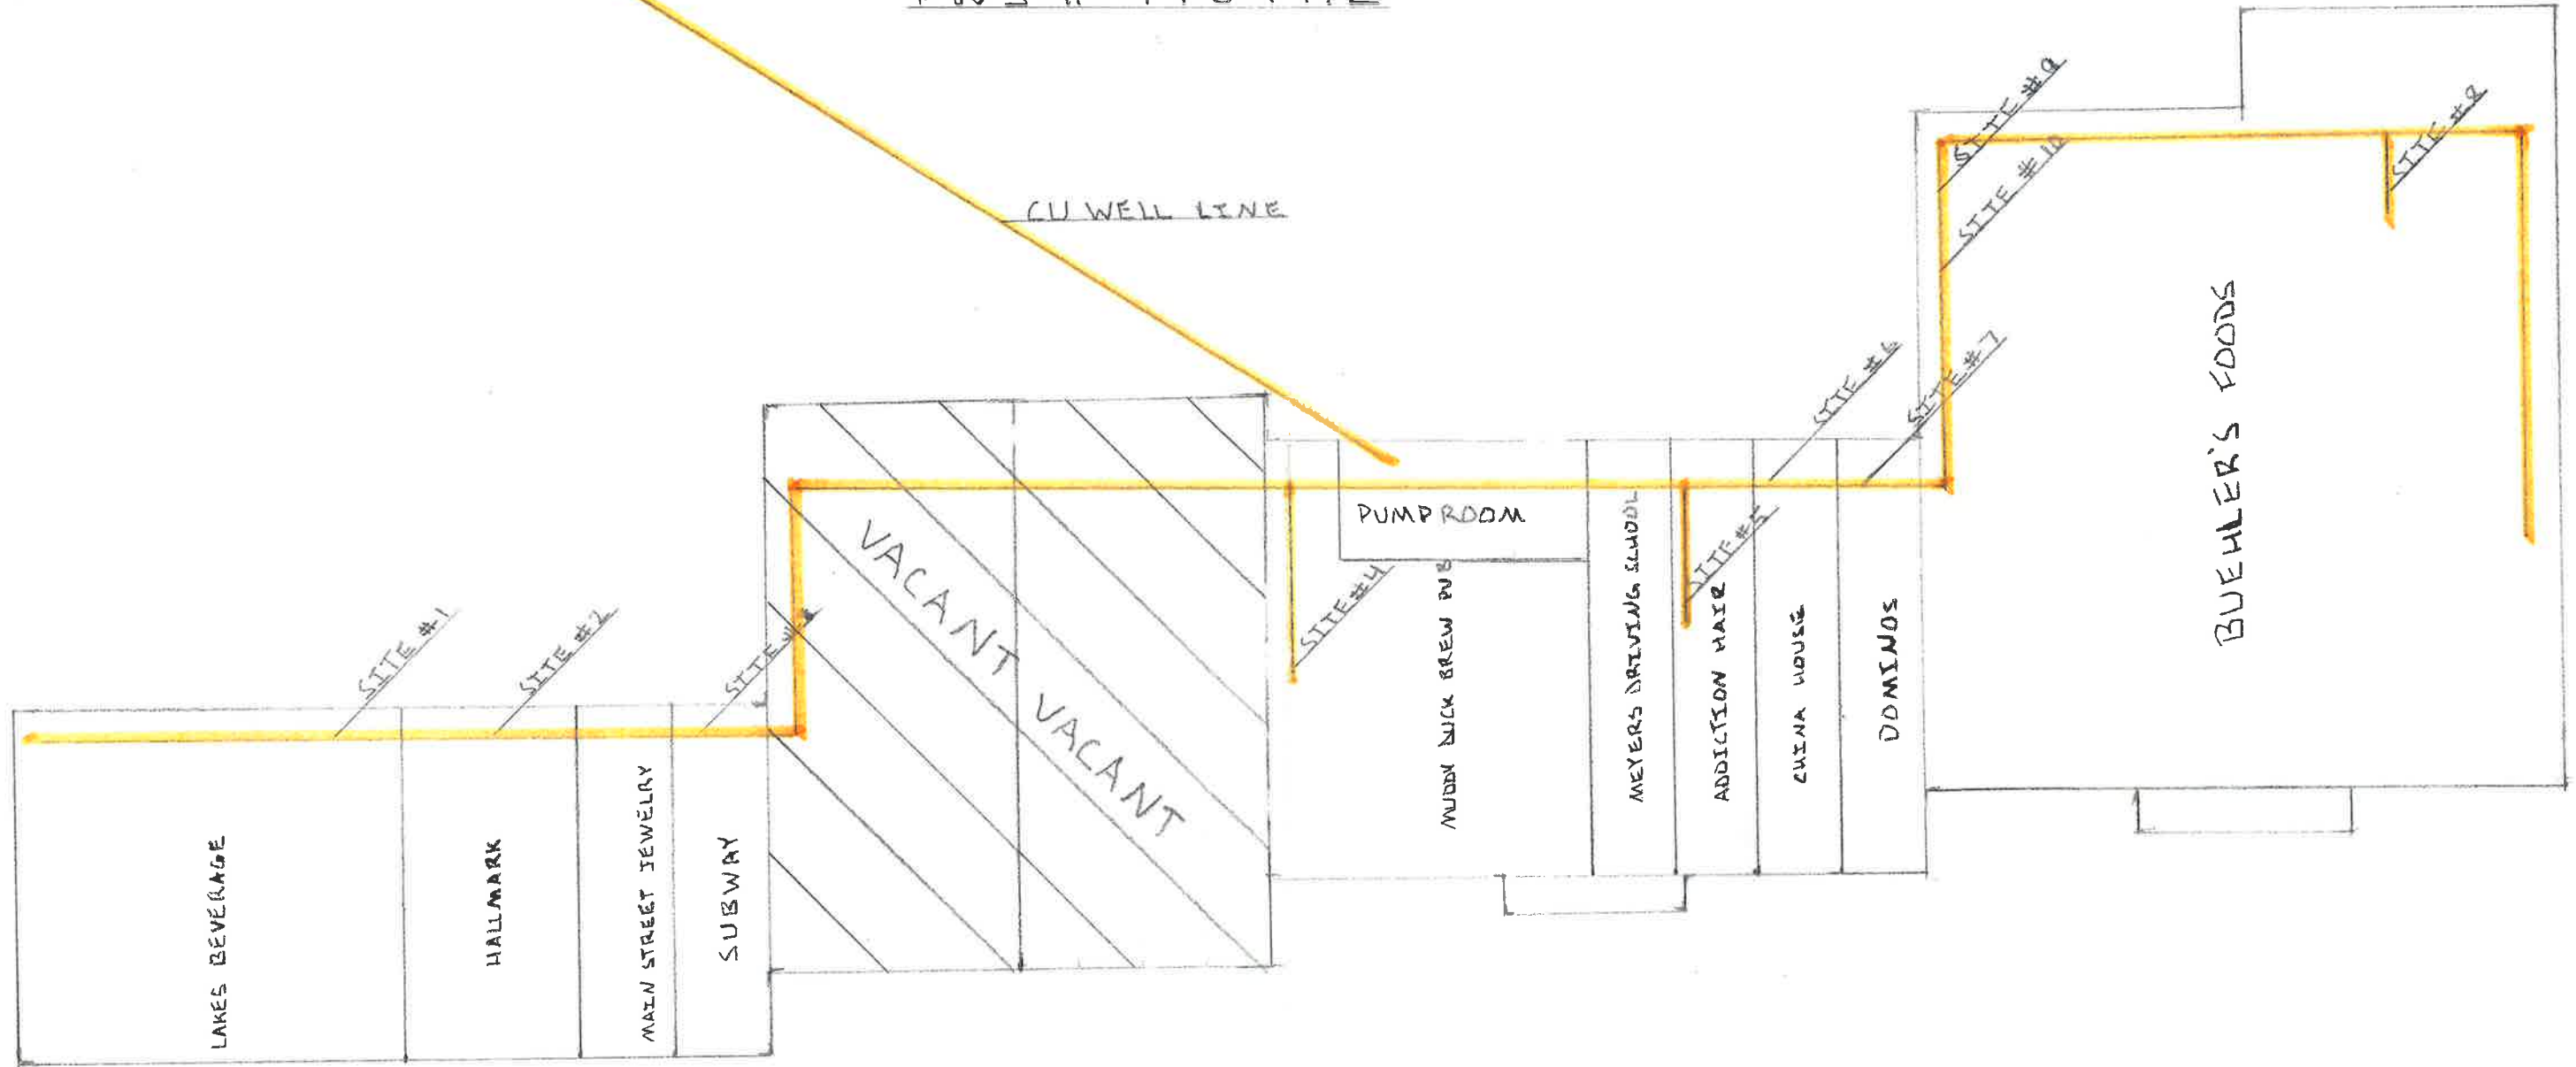 CU WELL LINE
SITE #9
SITE #10
SITE #8
BUEHLER'S FOODS
SITE #6
SITE #7
PUMP ROOM
SITE #4
MUDDY DUCK BREW PUB
MEYERS DRIVING SCHOOL
SITE #5
ADDICTION HAIR
CHINA HOUSE
DOMINOS
VACANT
VACANT
SITE #1
SITE #2
SITE #3
LAKES BEVERAGE
HALLMARK
MAIN STREET JEWELRY
SUBWAY